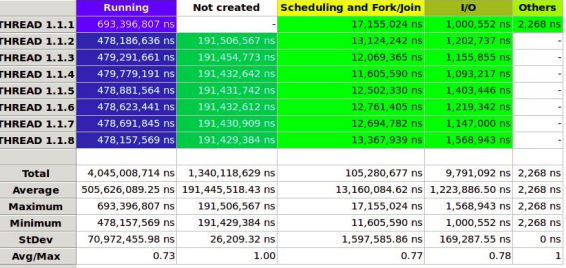 Running Not created Scheduling and Fork/Join I/O Others
THREAD 1.1.1 693,396,807 ns - 17,155,024 ns 1,000,552 ns 2,268 ns
THREAD 1.1.2 478,186,636 ns 191,506,567 ns 13,124,242 ns 1,202,737 ns -
THREAD 1.1.3 479,291,661 ns 191,454,773 ns 12,069,365 ns 1,155,855 ns -
THREAD 1.1.4 479,779,191 ns 191,432,642 ns 11,605,590 ns 1,093,217 ns -
THREAD 1.1.5 478,881,564 ns 191,431,742 ns 12,502,330 ns 1,403,446 ns -
THREAD 1.1.6 478,623,441 ns 191,432,612 ns 12,761,405 ns 1,219,342 ns -
THREAD 1.1.7 478,691,845 ns 191,430,909 ns 12,694,782 ns 1,147,000 ns -
THREAD 1.1.8 478,157,569 ns 191,429,384 ns 13,367,939 ns 1,568,943 ns -
Total 4,045,008,714 ns 1,340,118,629 ns 105,280,677 ns 9,791,092 ns 2,268 ns
Average 505,626,089.25 ns 191,445,518.43 ns 13,160,084.62 ns 1,223,886.50 ns 2,268 ns
Maximum 693,396,807 ns 191,506,567 ns 17,155,024 ns 1,568,943 ns 2,268 ns
Minimum 478,157,569 ns 191,429,384 ns 11,605,590 ns 1,000,552 ns 2,268 ns
StDev 70,972,455.98 ns 26,209.32 ns 1,597,585.86 ns 169,287.55 ns 0 ns
Avg/Max 0.73 1.00 0.77 0.78 1